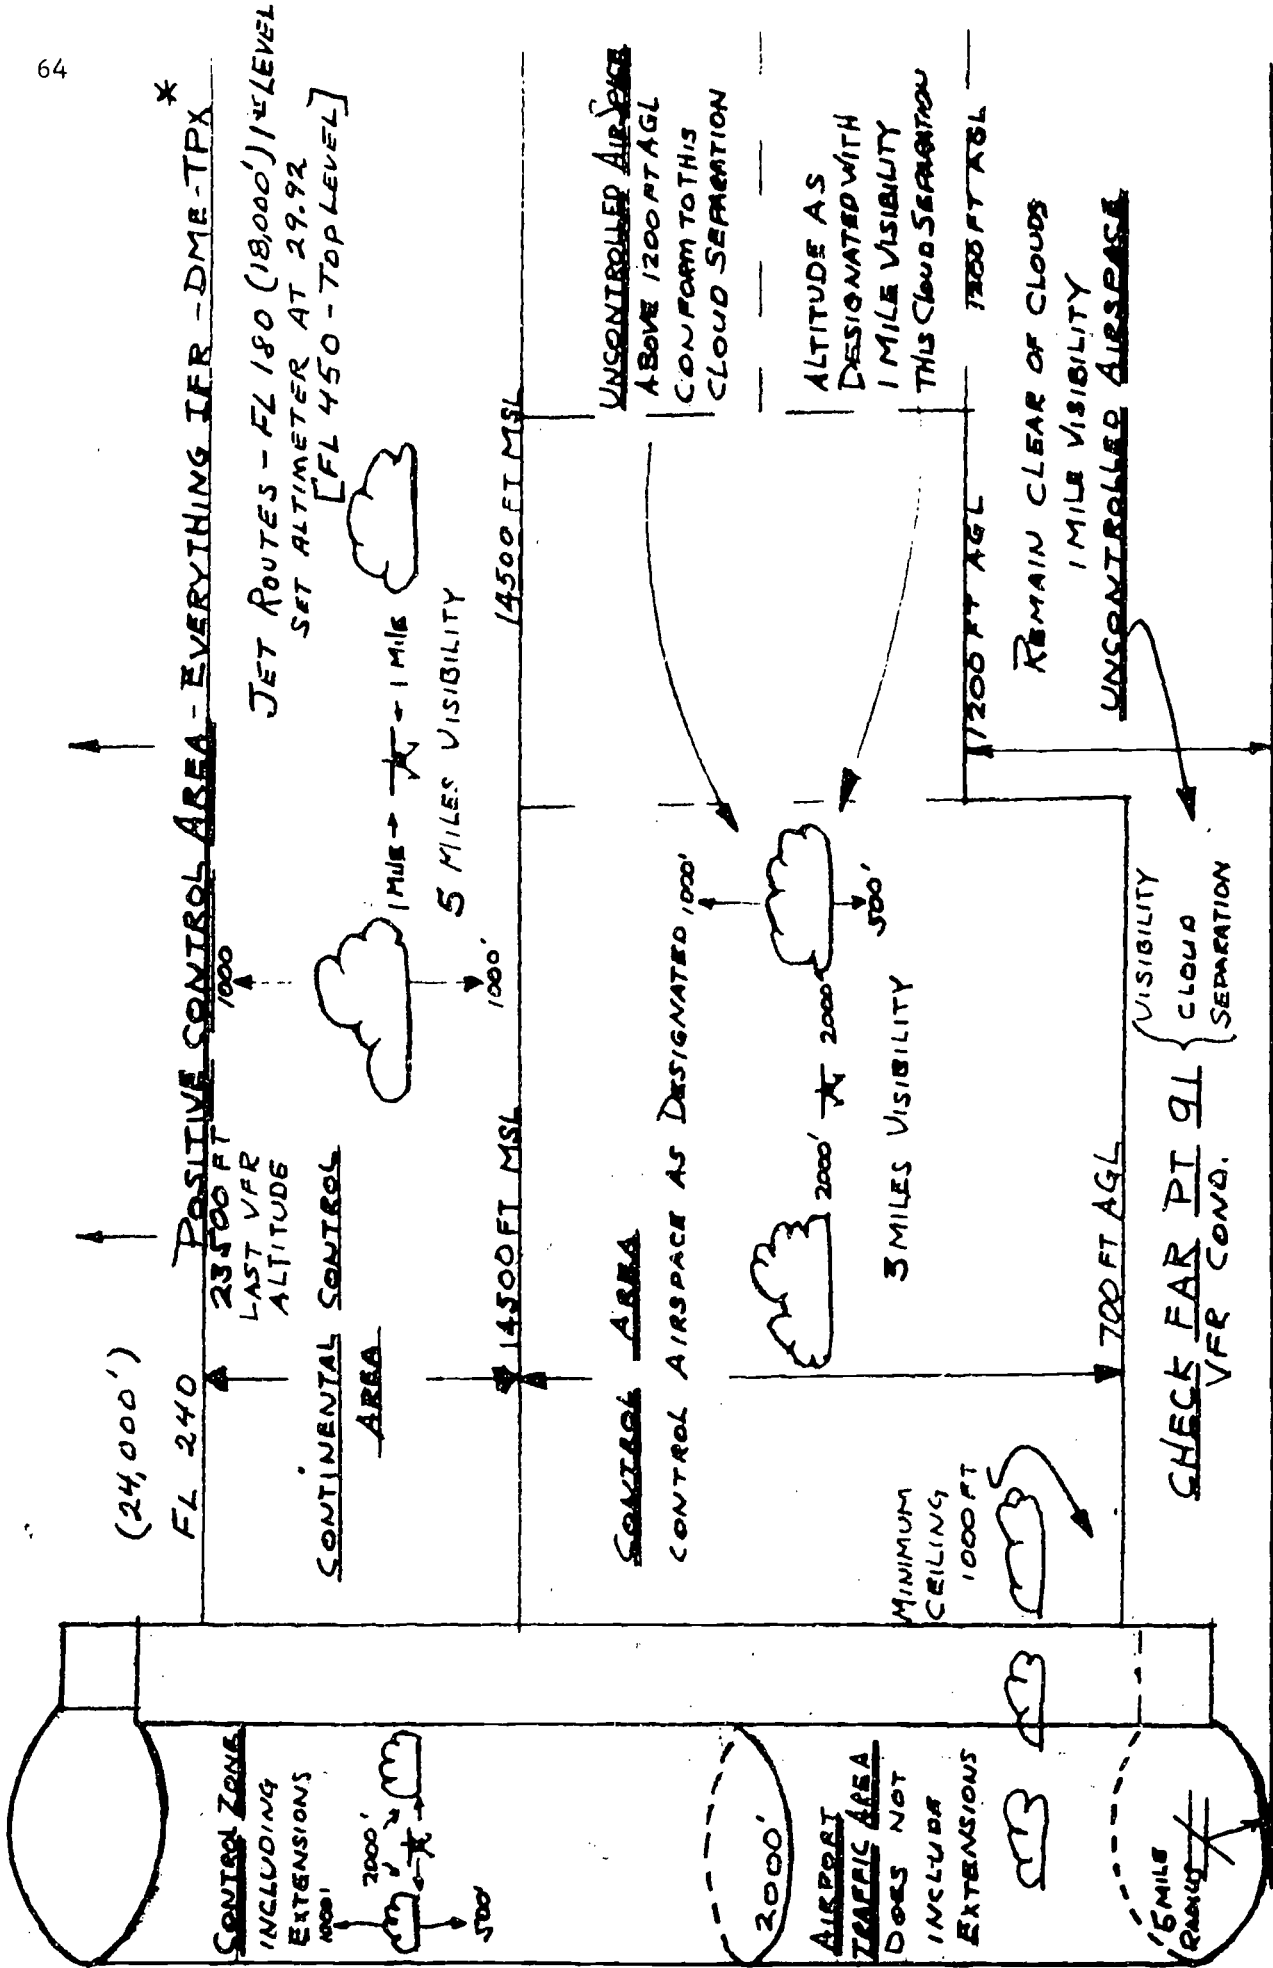 64
POSITIVE CONTROL AREA - EVERYTHING IFR - DME - TPX *
(24,000')
FL 240
23500 FT
LAST VFR
ALTITUDE
1000
JET ROUTES - FL 180 (18,000') 1st LEVEL
SET ALTIMETER AT 29.92
[FL 450 - TOP LEVEL]
CONTINENTAL CONTROL
AREA
1 MILE
1 MILE
5 MILES VISIBILITY
1000'
14500 FT MSL
14500 FT MSL
CONTROL ZONE
INCLUDING
EXTENSIONS
1000'
2000'
500'
CONTROL AREA
CONTROL AIRSPACE AS DESIGNATED
1000'
2000'
2000'
500'
3 MILES VISIBILITY
UNCONTROLLED AIRSPACE
ABOVE 1200 FT AGL
CONFORM TO THIS
CLOUD SEPARATION
ALTITUDE AS
DESIGNATED WITH
1 MILE VISIBILITY
THIS CLOUD SEPARATION
1200 FT AGL
1200 FT AGL
2000'
AIRPORT
TRAFFIC AREA
DOES NOT
INCLUDE
EXTENSIONS
MINIMUM
CEILING
1000 FT
700 FT AGL
REMAIN CLEAR OF CLOUDS
1 MILE VISIBILITY
UNCONTROLLED AIRSPACE
5 MILE
RADIUS
CHECK FAR PT 91
VFR COND.
VISIBILITY
CLOUD
SEPARATION